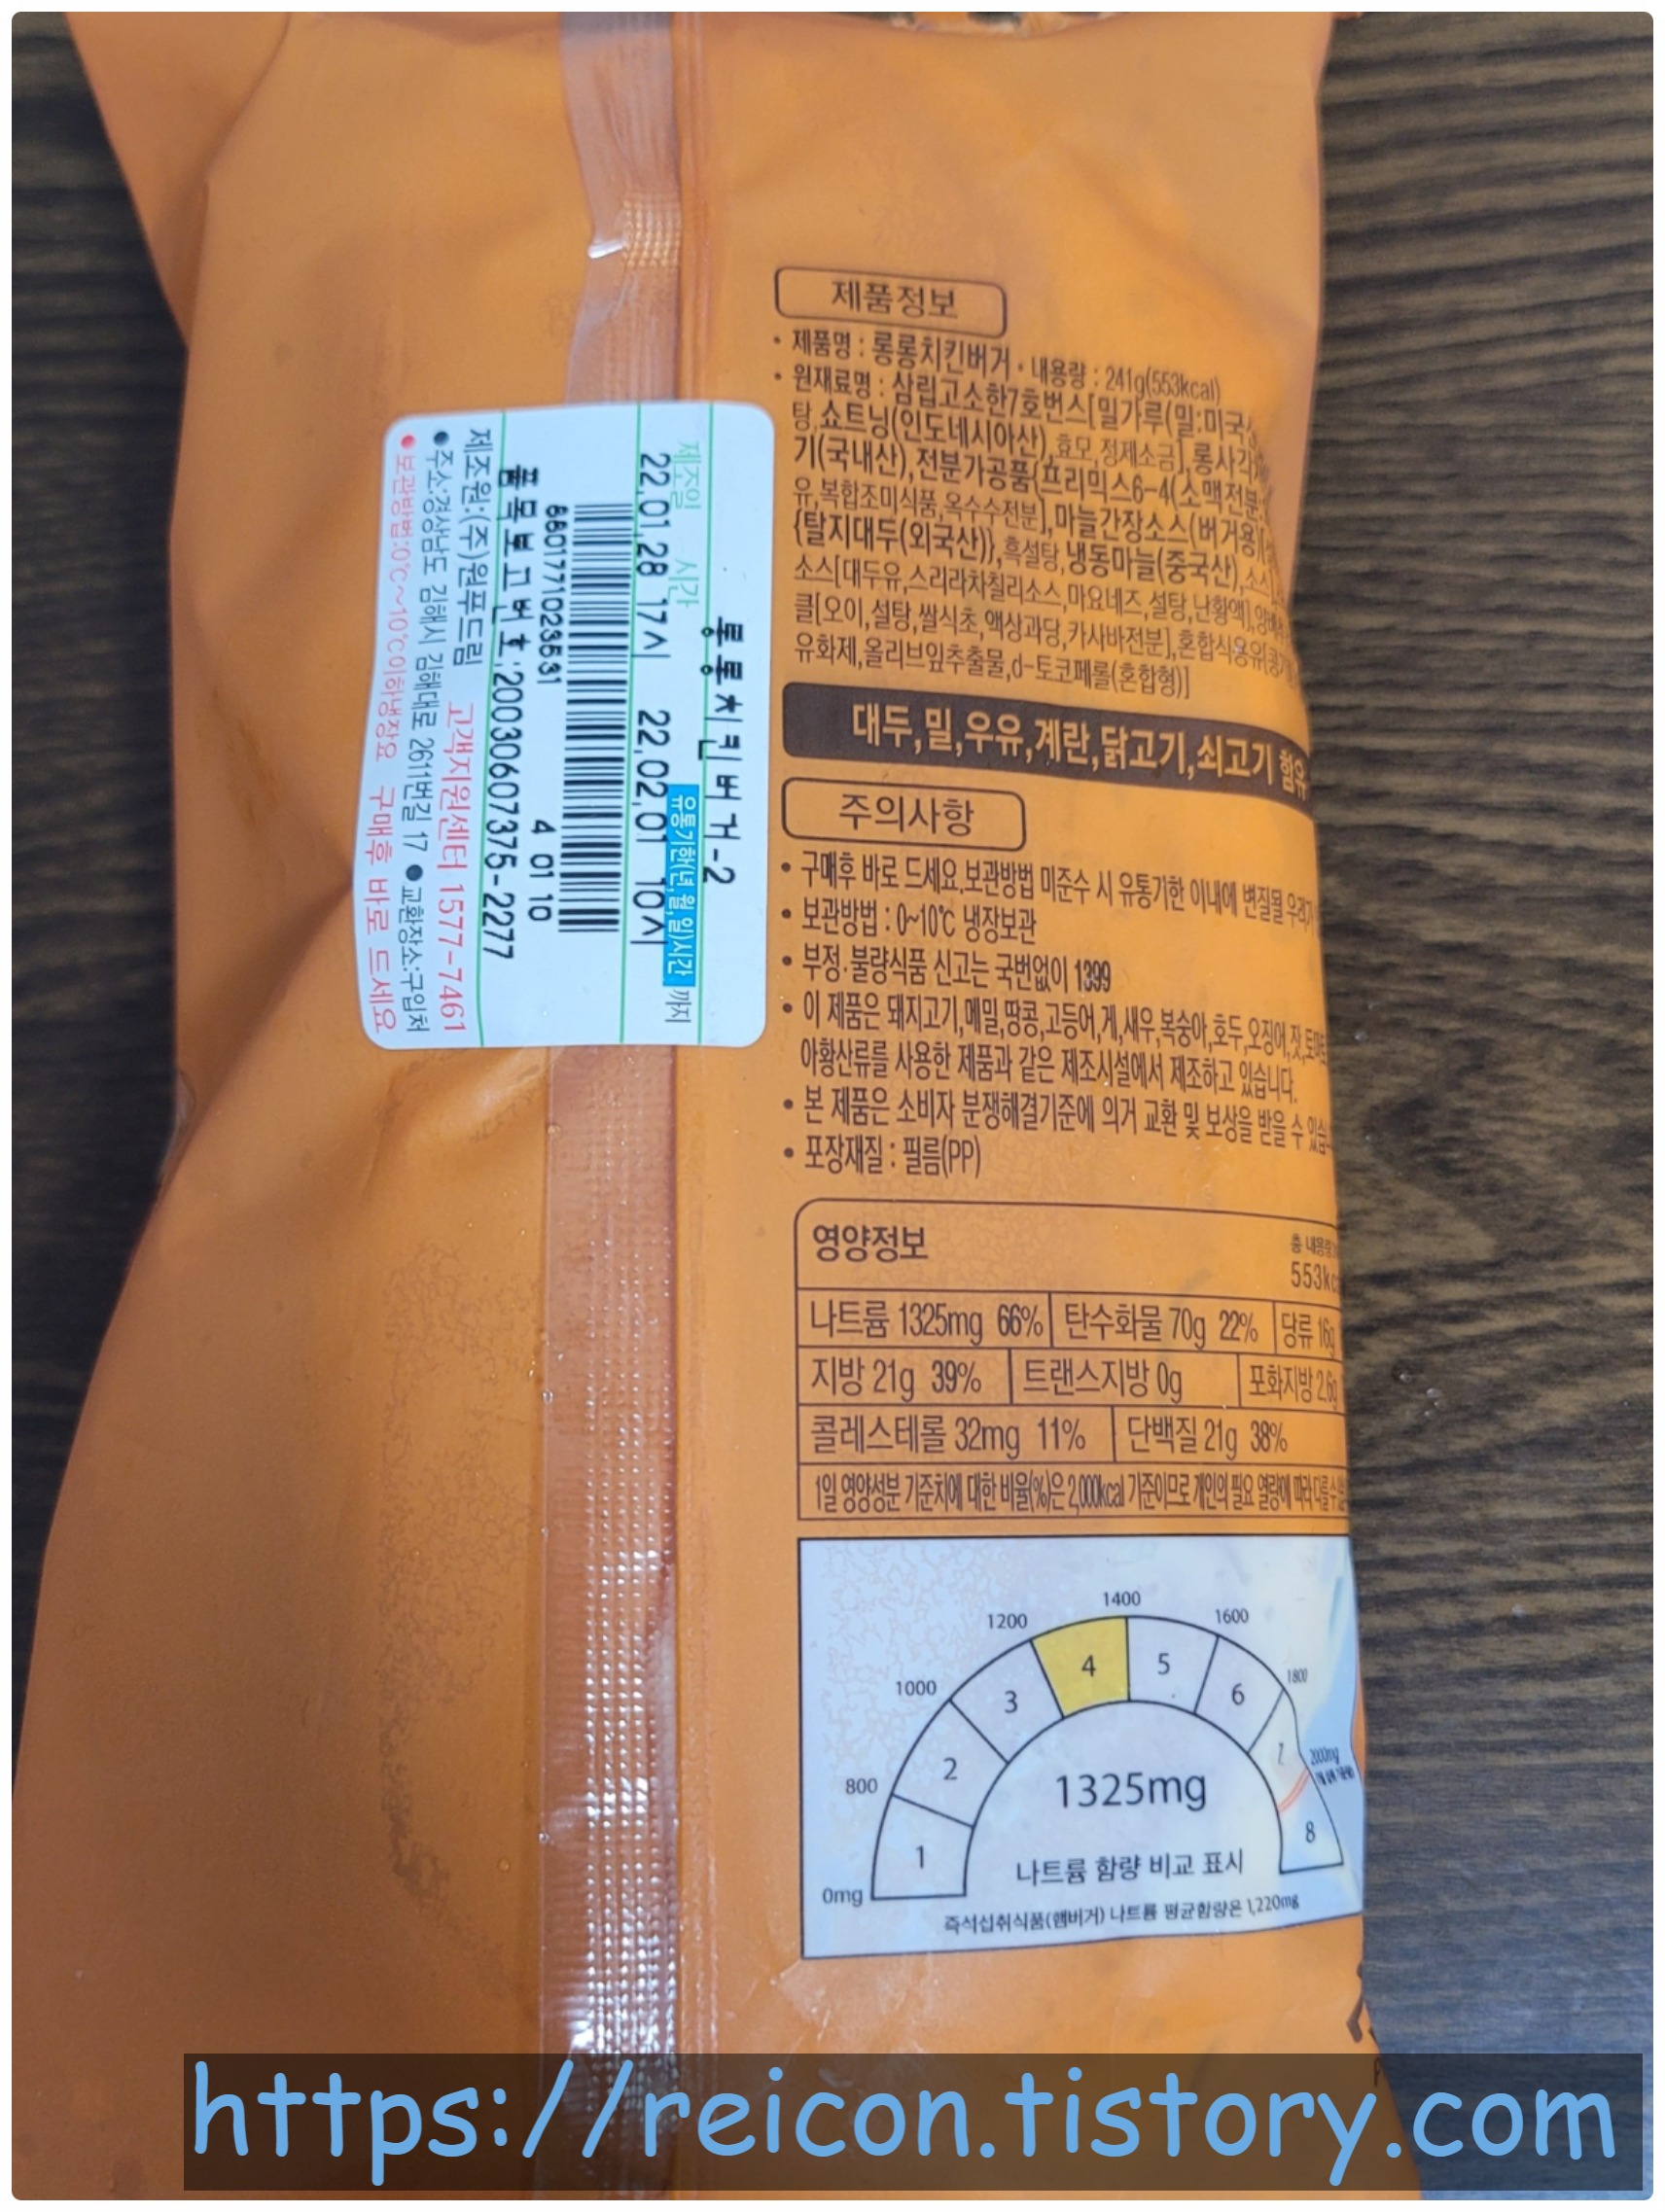 제품정보
• 제품명 : 롱롱치킨버거 • 내용량 : 241g(553kcal)
• 원재료명 : 삼립고소한7호번스[밀가루(밀:미국산
탕,쇼트닝(인도네시아산),효모,정제소금],롱사각
기(국내산),전분가공품{프리믹스6-4(소맥전분
유,복합조미식품,옥수수전분],마늘간장소스(버거용)
{탈지대두(외국산)},흑설탕,냉동마늘(중국산),소스
소스[대두유,스리라차칠리소스,마요네즈,설탕,난황액],양배추
클[오이,설탕,쌀식초,액상과당,카사바전분],혼합식용유
유화제,올리브잎추출물,d-토코페롤(혼합형)]
대두,밀,우유,계란,닭고기,쇠고기 함유
주의사항
• 구매후 바로 드세요.보관방법 미준수 시 유통기한 이내에 변질될 우려가
• 보관방법 : 0~10℃ 냉장보관
• 부정·불량식품 신고는 국번없이 1399
• 이 제품은 돼지고기,메밀,땅콩,고등어,게,새우,복숭아,호두,오징어,잣,토마토
아황산류를 사용한 제품과 같은 제조시설에서 제조하고 있습니다.
• 본 제품은 소비자 분쟁해결기준에 의거 교환 및 보상을 받을 수 있습
• 포장재질 : 필름(PP)
영양정보
총 내용량
553kc
나트륨 1325mg 66% 탄수화물 70g 22% 당류 16g
지방 21g 39% 트랜스지방 0g 포화지방 2.6g
콜레스테롤 32mg 11% 단백질 21g 38%
1일 영양성분 기준치에 대한 비율(%)은 2,000kcal 기준이므로 개인의 필요 열량에 따라 다를 수
0mg 800 1000 1200 1400 1600 1800 2000mg
1 2 3 4 5 6 7 8
1325mg
나트륨 함량 비교 표시
즉석섭취식품(햄버거) 나트륨 평균함량은 1,220mg
롱롱치킨버거-2
제조일 시간 유통기한(년,월,일)시간 까지
22,01,28 17시 22,02,01 10시
8801771023531 4 01 10
품목보고번호:20030607375-2277
제조원:(주)원푸드림 고객지원센터 1577-7461
●주소:경상남도 김해시 김해대로 2611번길 17 ●교환장소:구입처
●보관방법:0℃~10℃이하냉장요 구매후 바로 드세요
https://reicon.tistory.com